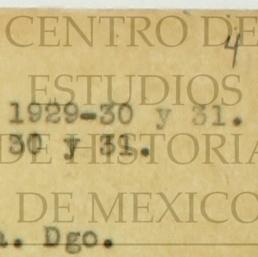 CENTRO DE
4
ESTUDIOS
1929-30 y 31.
30 y 31.
DE HISTORIA
DE MEXICO
Dgo.